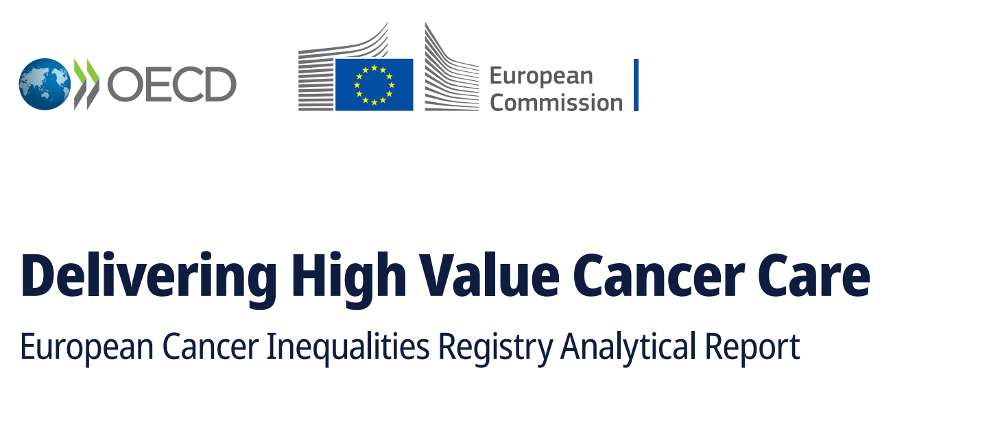 OECD
European
Commission
Delivering High Value Cancer Care
European Cancer Inequalities Registry Analytical Report